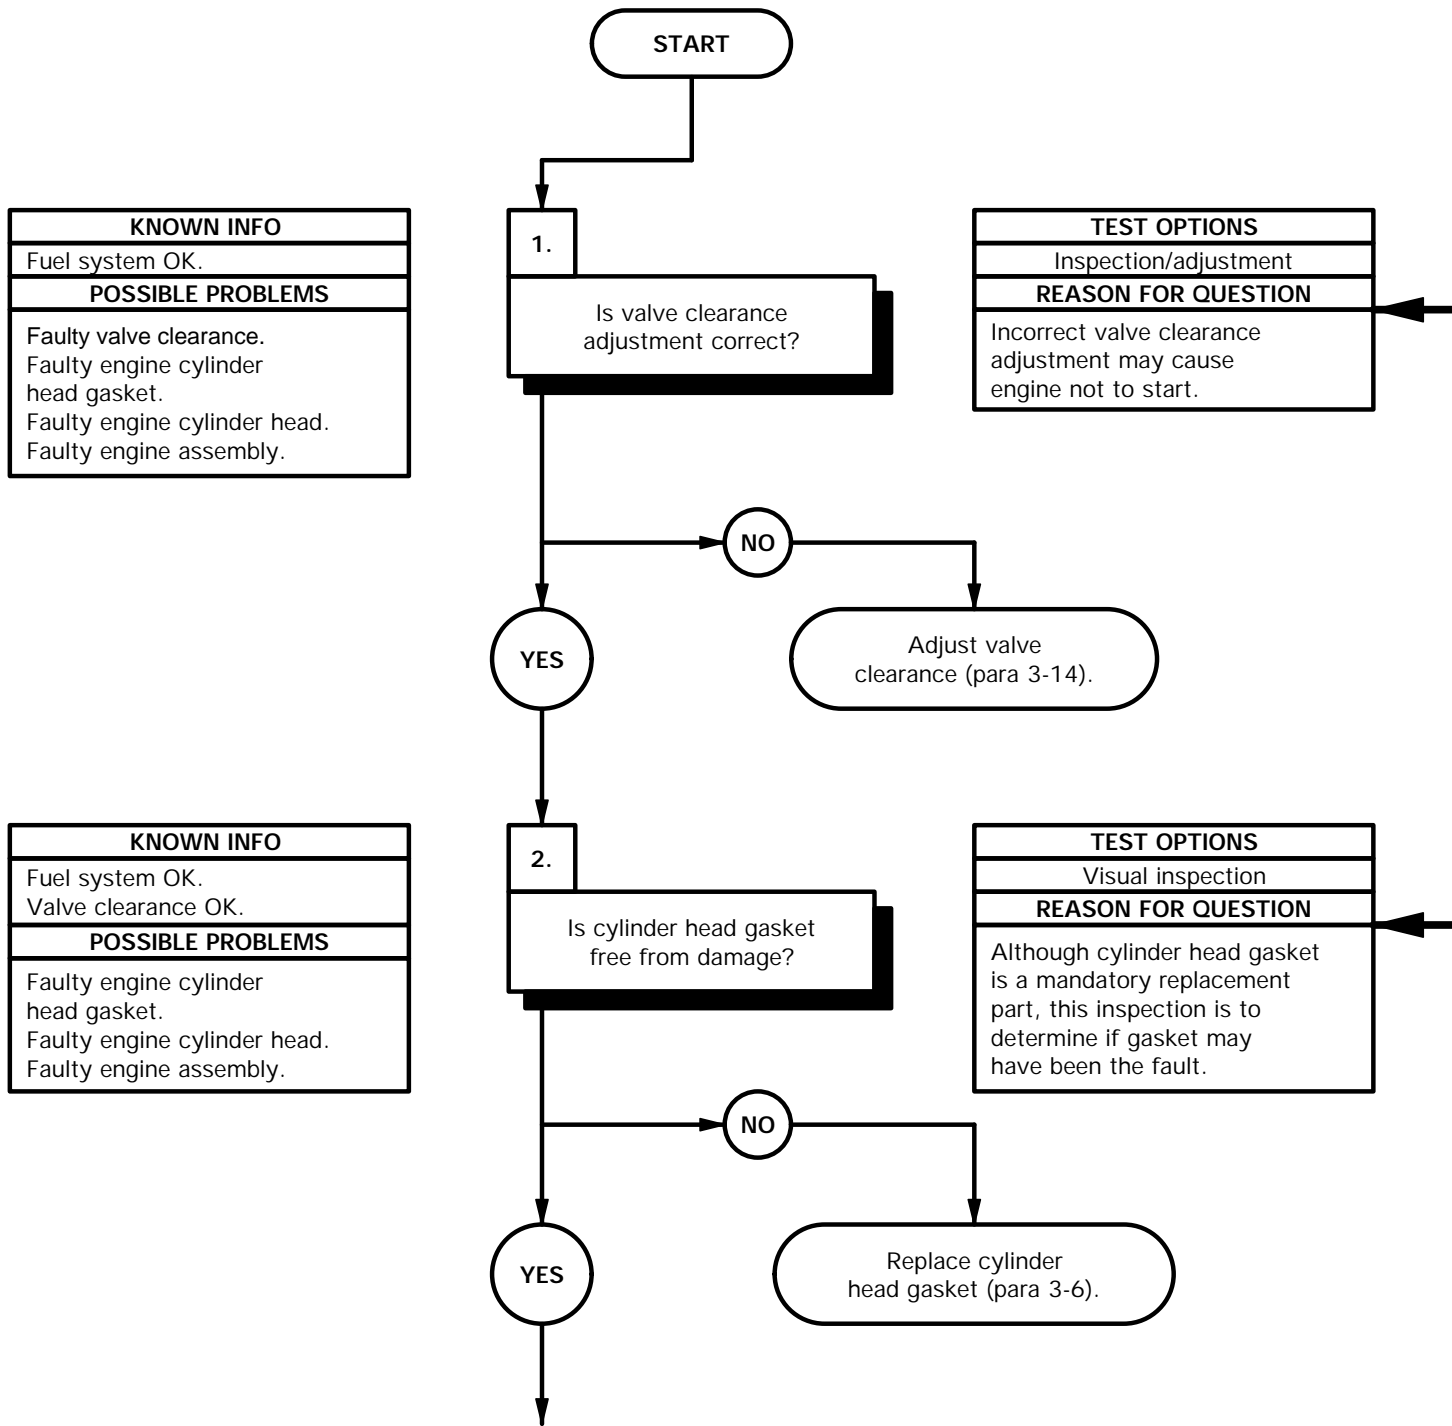 START
KNOWN INFO
Fuel system OK.
POSSIBLE PROBLEMS
Faulty valve clearance.
Faulty engine cylinder
head gasket.
Faulty engine cylinder head.
Faulty engine assembly.
1.
Is valve clearance
adjustment correct?
TEST OPTIONS
Inspection/adjustment
REASON FOR QUESTION
Incorrect valve clearance
adjustment may cause
engine not to start.
NO
YES
Adjust valve
clearance (para 3-14).
KNOWN INFO
Fuel system OK.
Valve clearance OK.
POSSIBLE PROBLEMS
Faulty engine cylinder
head gasket.
Faulty engine cylinder head.
Faulty engine assembly.
2.
Is cylinder head gasket
free from damage?
TEST OPTIONS
Visual inspection
REASON FOR QUESTION
Although cylinder head gasket
is a mandatory replacement
part, this inspection is to
determine if gasket may
have been the fault.
NO
YES
Replace cylinder
head gasket (para 3-6).